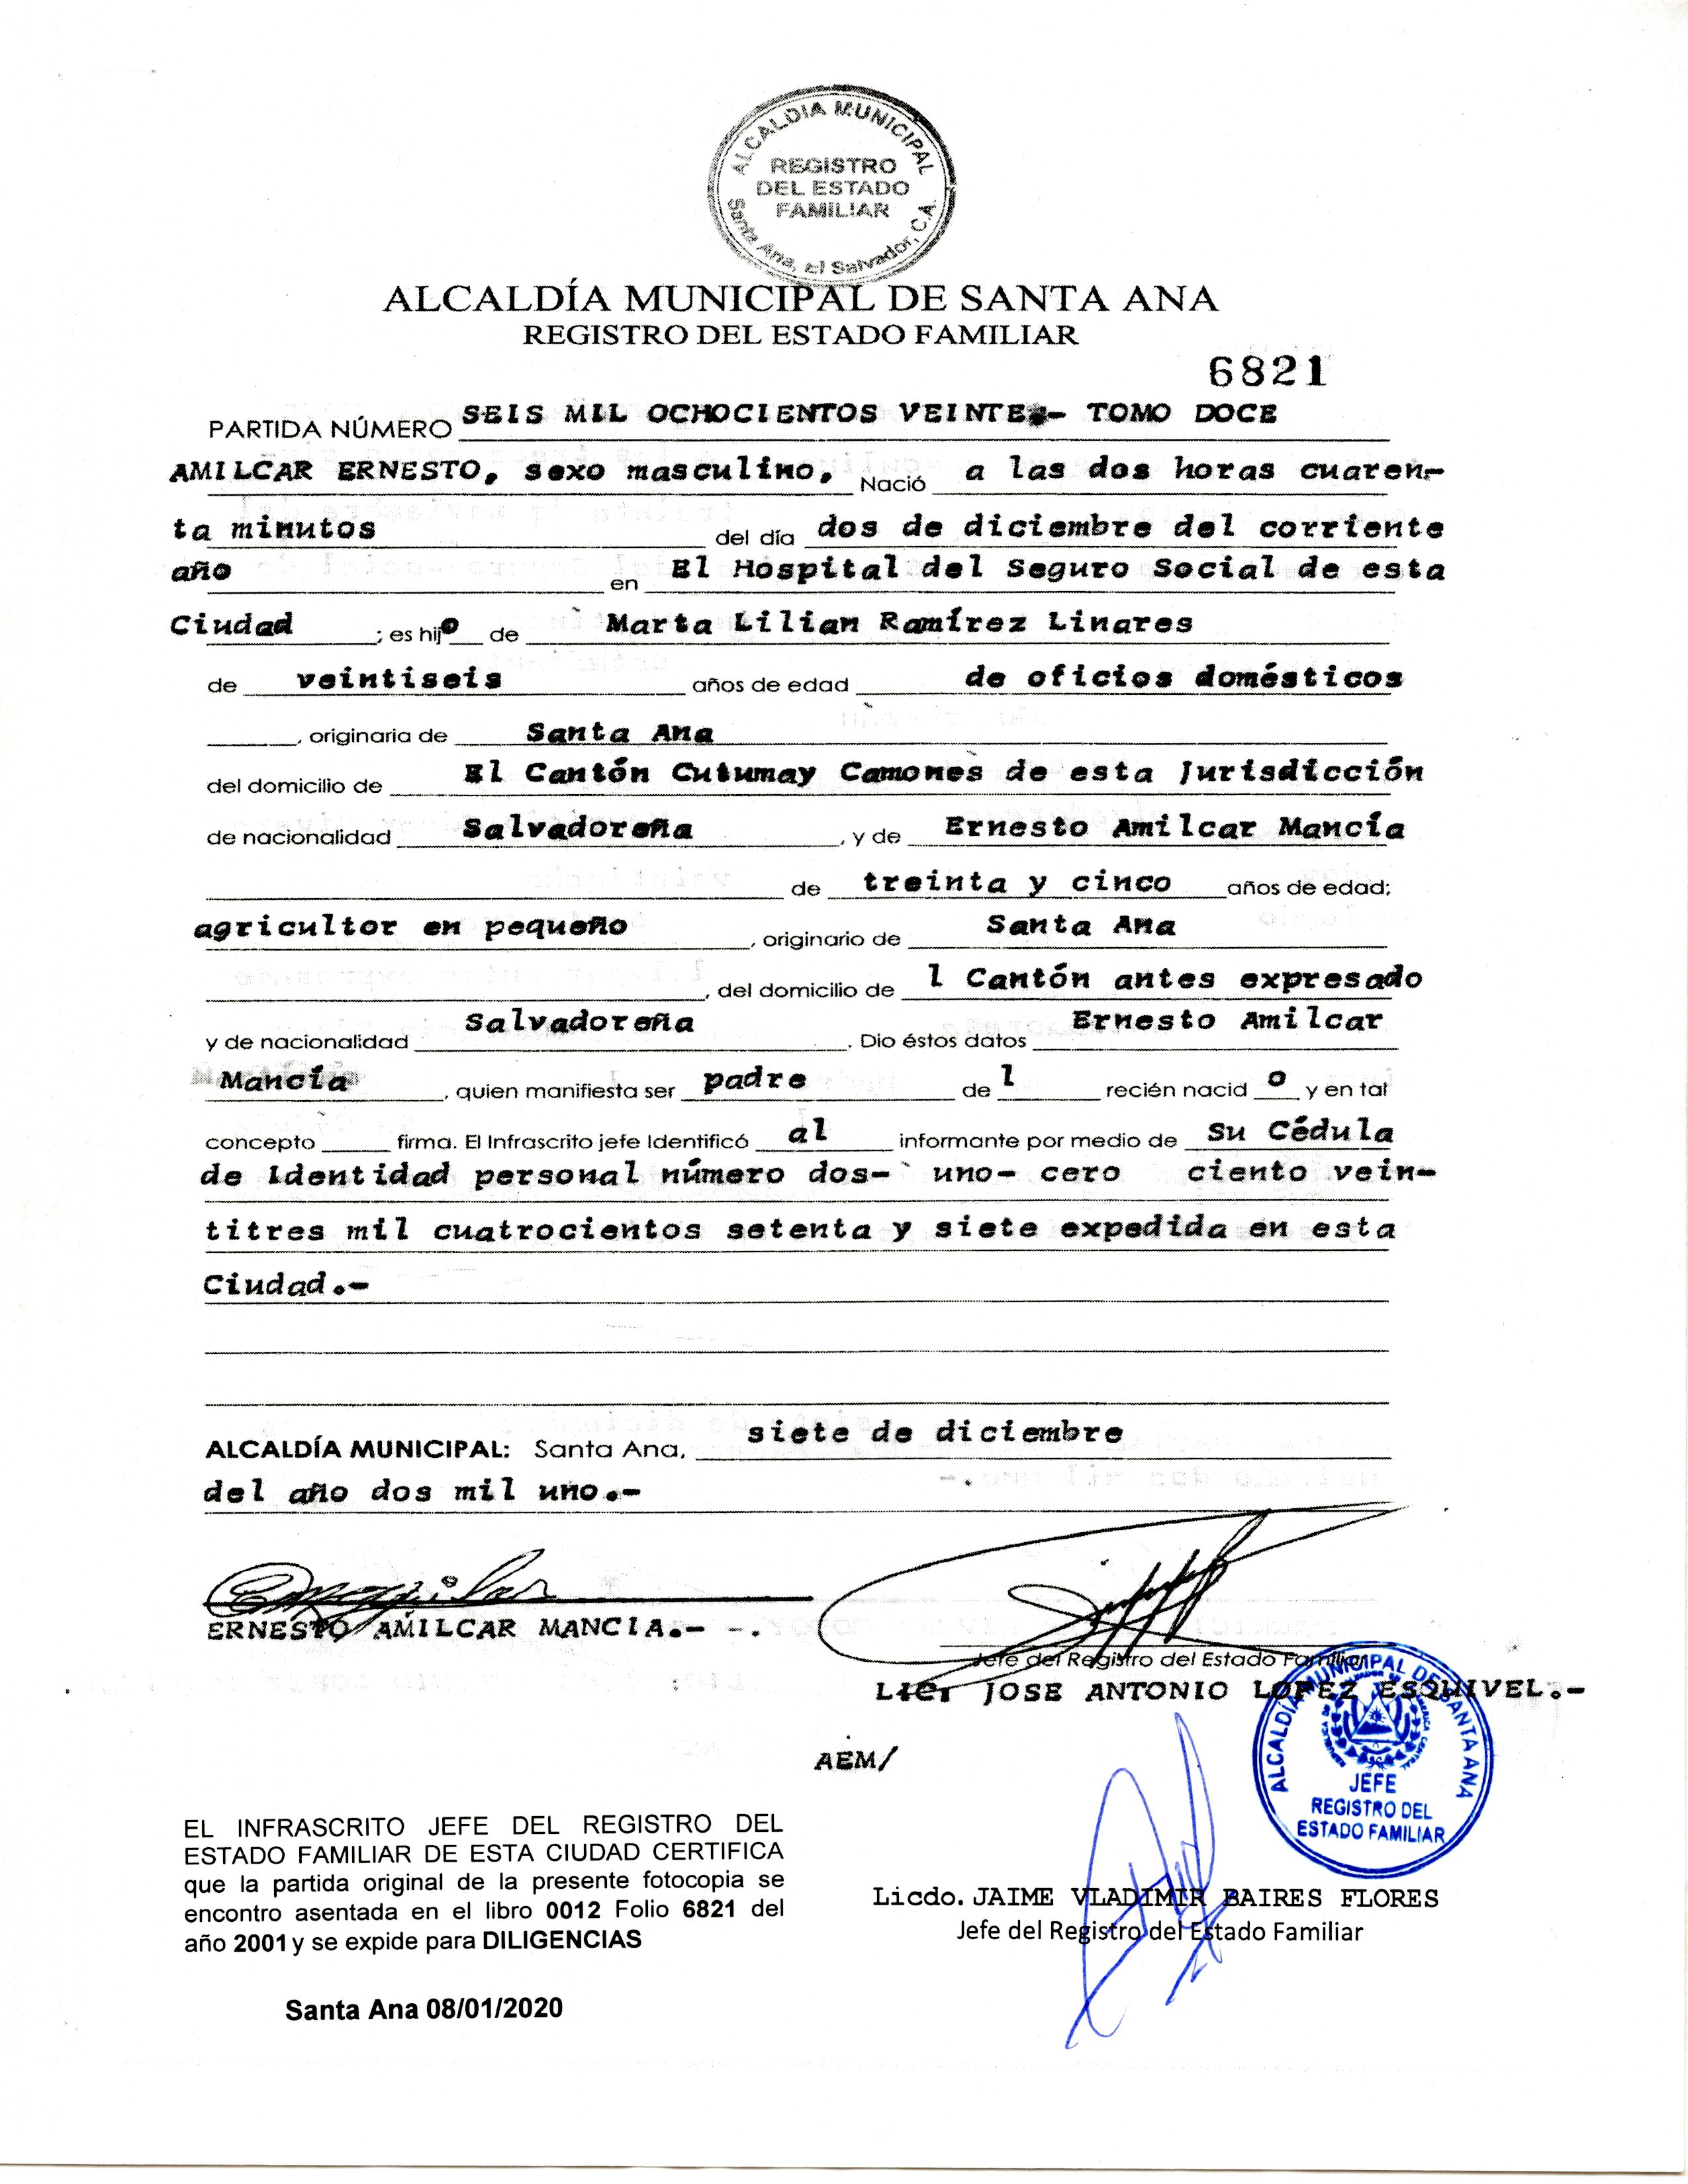 ALCALDIA MUNICIPAL
REGISTRO
DEL ESTADO
FAMILIAR
Santa Ana, El Salvador, C.A.
ALCALDÍA MUNICIPAL DE SANTA ANA
REGISTRO DEL ESTADO FAMILIAR
6821
PARTIDA NÚMERO SEIS MIL OCHOCIENTOS VEINTE.- TOMO DOCE
AMILCAR ERNESTO, sexo masculino, Nació a las dos horas cuaren-
ta minutos del día dos de diciembre del corriente
año en El Hospital del Seguro Social de esta
Ciudad ; es hijo de Marta Lilian Ramírez Linares
de veintiseis años de edad de oficios domésticos
, originaria de Santa Ana
del domicilio de El Cantón Cutumay Camones de esta Jurisdicción
de nacionalidad Salvadoreña , y de Ernesto Amilcar Mancía
de treinta y cinco años de edad;
agricultor en pequeño , originario de Santa Ana
, del domicilio de l Cantón antes expresado
y de nacionalidad Salvadoreña . Dio éstos datos Ernesto Amilcar
Mancía , quien manifiesta ser padre de l recién nacid o y en tal
concepto firma. El Infrascrito jefe Identificó al informante por medio de Su Cédula
de Identidad personal número dos- uno- cero ciento vein-
titres mil cuatrocientos setenta y siete expedida en esta
Ciudad.-
ALCALDÍA MUNICIPAL: Santa Ana, siete de diciembre
del año dos mil uno.-
ERNESTO AMILCAR MANCIA.- -.
Jefe del Registro del Estado Familiar
LIC. JOSE ANTONIO LOPEZ ESQUIVEL.-
AEM/
ALCALDÍA MUNICIPAL DE SANTA ANA
JEFE
REGISTRO DEL
ESTADO FAMILIAR
EL INFRASCRITO JEFE DEL REGISTRO DEL
ESTADO FAMILIAR DE ESTA CIUDAD CERTIFICA
que la partida original de la presente fotocopia se
encontro asentada en el libro 0012 Folio 6821 del
año 2001 y se expide para DILIGENCIAS
Licdo. JAIME VLADIMIR BAIRES FLORES
Jefe del Registro del Estado Familiar
Santa Ana 08/01/2020